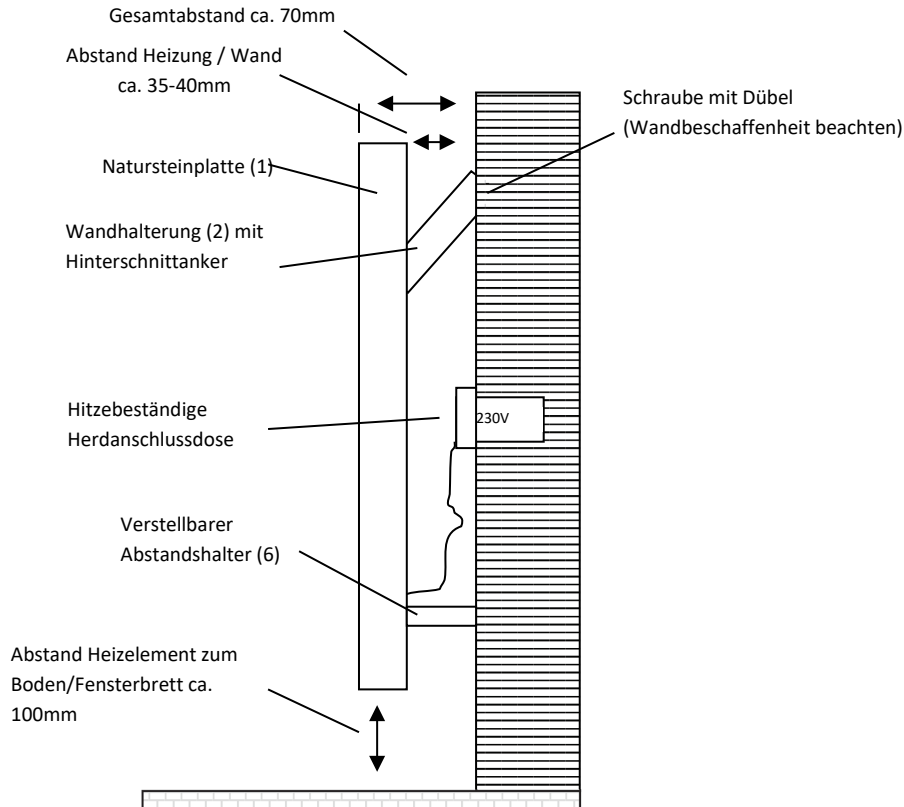 Gesamtabstand ca. 70mm
Abstand Heizung / Wand
ca. 35-40mm
Schraube mit Dübel
(Wandbeschaffenheit beachten)
Natursteinplatte (1)
Wandhalterung (2) mit
Hinterschnittanker
Hitzebeständige
Herdanschlussdose
230V
Verstellbarer
Abstandshalter (6)
Abstand Heizelement zum
Boden/Fensterbrett ca.
100mm